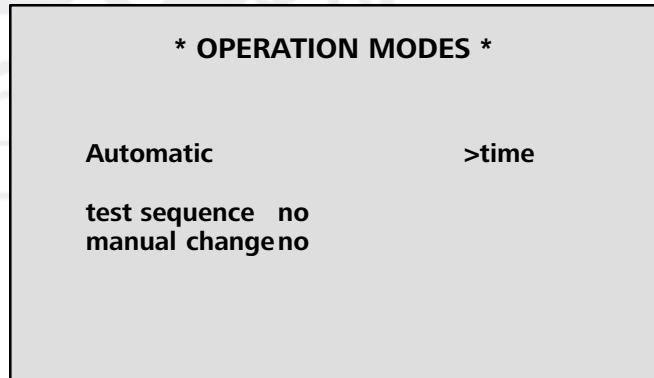 * OPERATION MODES *
Automatic >time
test sequence no
manual change no